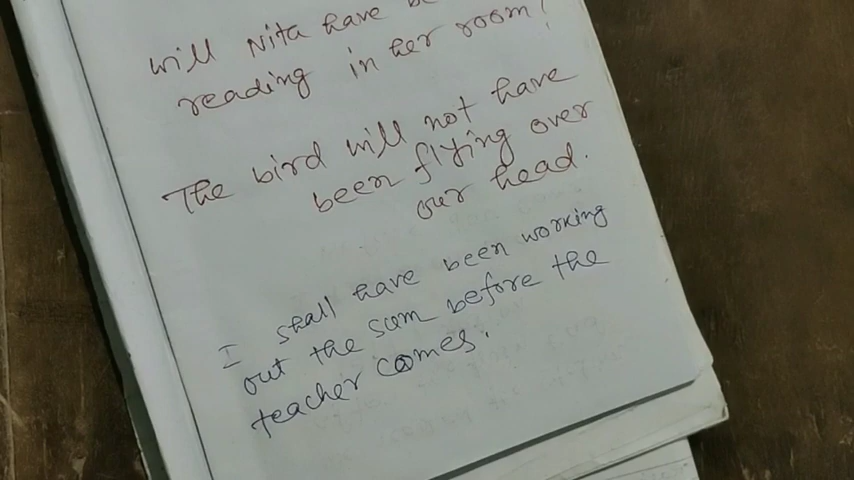 will Nita have
reading in her room?
The bird will not have
been flying over
our head.
I shall have been working
out the sum before the
teacher comes.